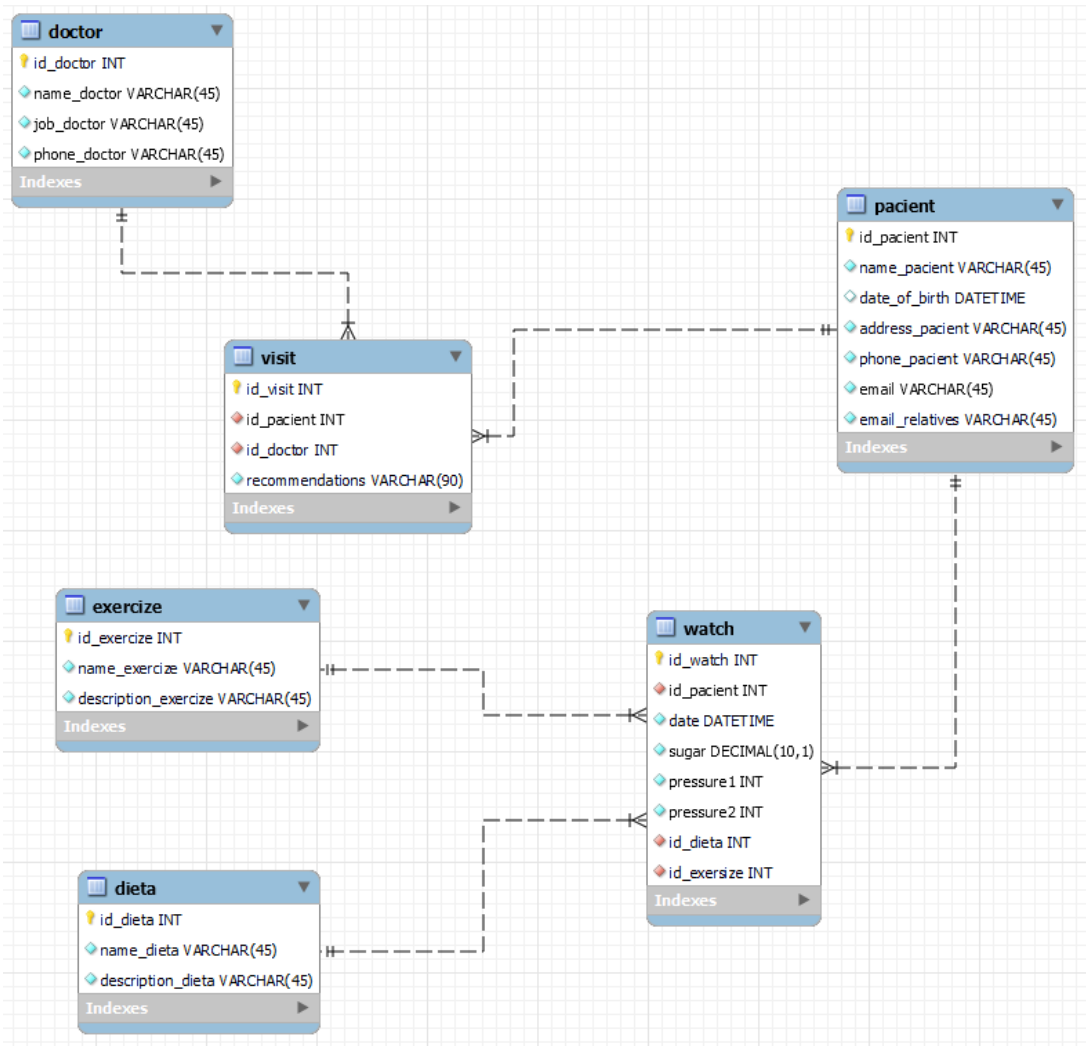 doctor
id_doctor INT
name_doctor VARCHAR(45)
job_doctor VARCHAR(45)
phone_doctor VARCHAR(45)
Indexes
pacient
id_pacient INT
name_pacient VARCHAR(45)
date_of_birth DATETIME
address_pacient VARCHAR(45)
phone_pacient VARCHAR(45)
email VARCHAR(45)
email_relatives VARCHAR(45)
Indexes
visit
id_visit INT
id_pacient INT
id_doctor INT
recommendations VARCHAR(90)
Indexes
exercize
id_exercize INT
name_exercize VARCHAR(45)
description_exercize VARCHAR(45)
Indexes
watch
id_watch INT
id_pacient INT
date DATETIME
sugar DECIMAL(10,1)
pressure1 INT
pressure2 INT
id_dieta INT
id_exersize INT
Indexes
dieta
id_dieta INT
name_dieta VARCHAR(45)
description_dieta VARCHAR(45)
Indexes